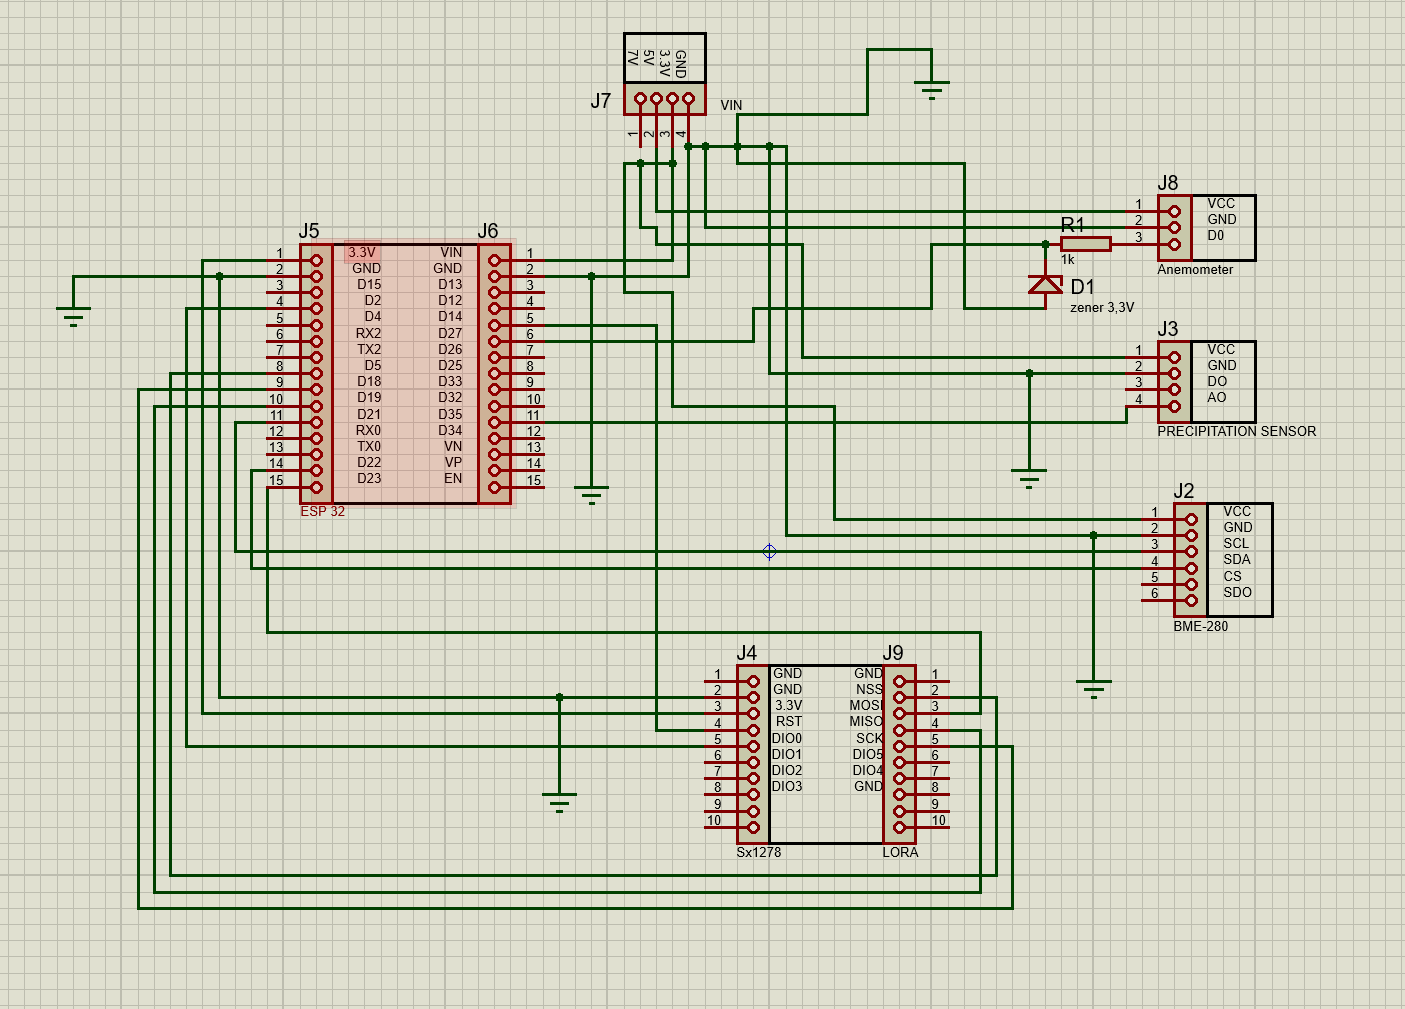 7V
5V
3.3V
GND
J7
VIN
1
2
3
4
J8
1
2
3
VCC
GND
D0
Anemometer
R1
1k
D1
zener 3,3V
J3
1
2
3
4
VCC
GND
DO
AO
PRECIPITATION SENSOR
J5
J6
1 3.3V VIN 1
2 GND GND 2
3 D15 D13 3
4 D2 D12 4
5 D4 D14 5
6 RX2 D27 6
7 TX2 D26 7
8 D5 D25 8
9 D18 D33 9
10 D19 D32 10
11 D21 D35 11
12 RX0 D34 12
13 TX0 VN 13
14 D22 VP 14
15 D23 EN 15
ESP 32
J2
1 VCC
2 GND
3 SCL
4 SDA
5 CS
6 SDO
BME-280
J4
J9
1 GND GND 1
2 GND NSS 2
3 3.3V MOSI 3
4 RST MISO 4
5 DIO0 SCK 5
6 DIO1 DIO5 6
7 DIO2 DIO4 7
8 DIO3 GND 8
9 9
10 10
Sx1278
LORA